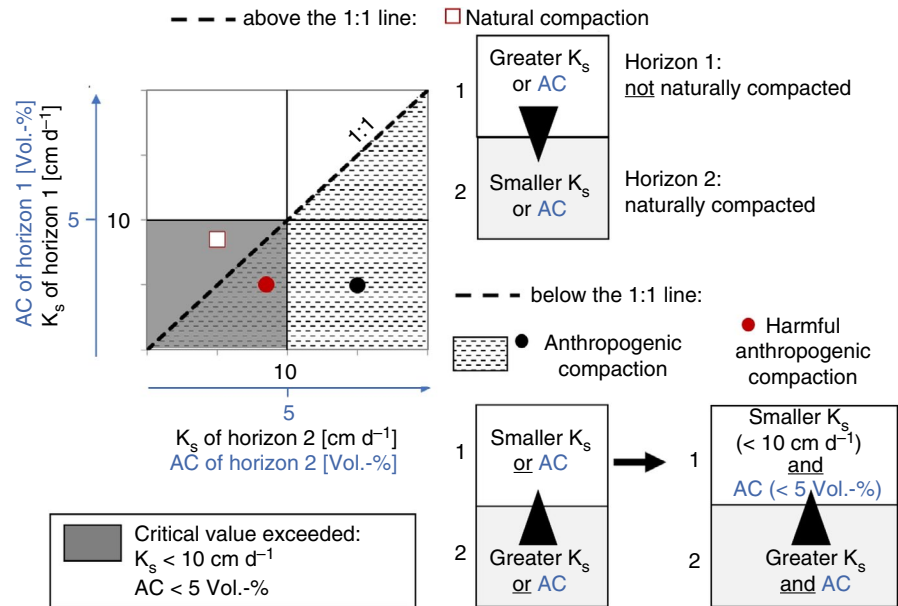 above the 1:1 line:
Natural compaction
AC of horizon 1 [Vol.-%]
Kₛ of horizon 1 [cm d⁻¹]
5
10
1:1
10
5
Kₛ of horizon 2 [cm d⁻¹]
AC of horizon 2 [Vol.-%]
Critical value exceeded:
Kₛ < 10 cm d⁻¹
AC < 5 Vol.-%
1
Greater Kₛ
or AC
2
Smaller Kₛ
or AC
Horizon 1:
not naturally compacted
Horizon 2:
naturally compacted
below the 1:1 line:
Anthropogenic
compaction
Harmful
anthropogenic
compaction
1
Smaller Kₛ
or AC
2
Greater Kₛ
or AC
1
Smaller Kₛ
(< 10 cm d⁻¹)
and
AC (< 5 Vol.-%)
2
Greater Kₛ
and AC